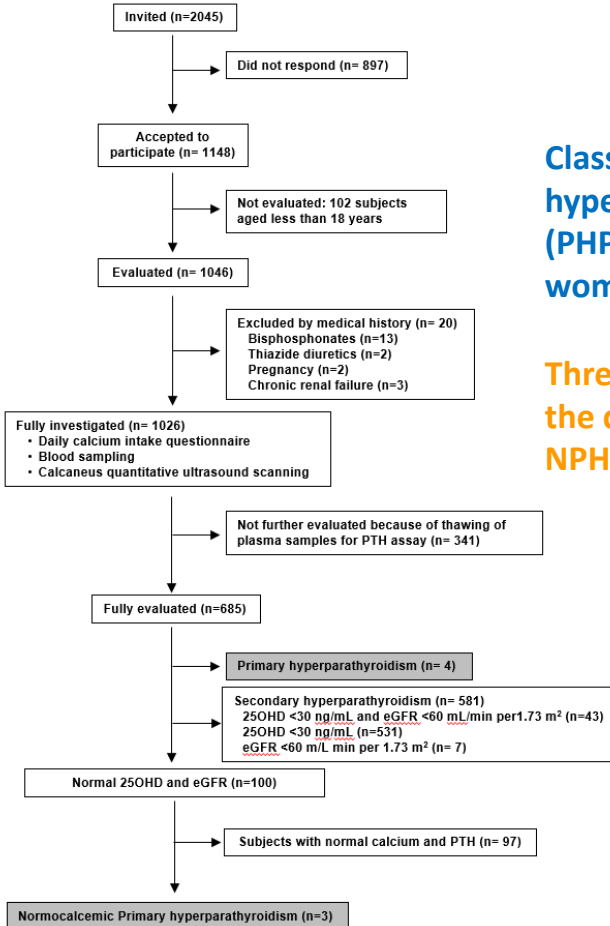 Invited (n=2045)
Did not respond (n= 897)
Accepted to
participate (n= 1148)
Not evaluated: 102 subjects
aged less than 18 years
Evaluated (n= 1046)
Excluded by medical history (n= 20)
Bisphosphonates (n=13)
Thiazide diuretics (n=2)
Pregnancy (n=2)
Chronic renal failure (n=3)
Fully investigated (n= 1026)
• Daily calcium intake questionnaire
• Blood sampling
• Calcaneus quantitative ultrasound scanning
Not further evaluated because of thawing of
plasma samples for PTH assay (n= 341)
Fully evaluated (n=685)
Primary hyperparathyroidism (n= 4)
Secondary hyperparathyroidism (n= 581)
25OHD <30 ng/mL and eGFR <60 mL/min per1.73 m² (n=43)
25OHD <30 ng/mL (n=531)
eGFR <60 m/L min per 1.73 m² (n= 7)
Normal 25OHD and eGFR (n=100)
Subjects with normal calcium and PTH (n= 97)
Normocalcemic Primary hyperparathyroidism (n=3)
Class
hype
(PHP
wom
Thre
the
NPH